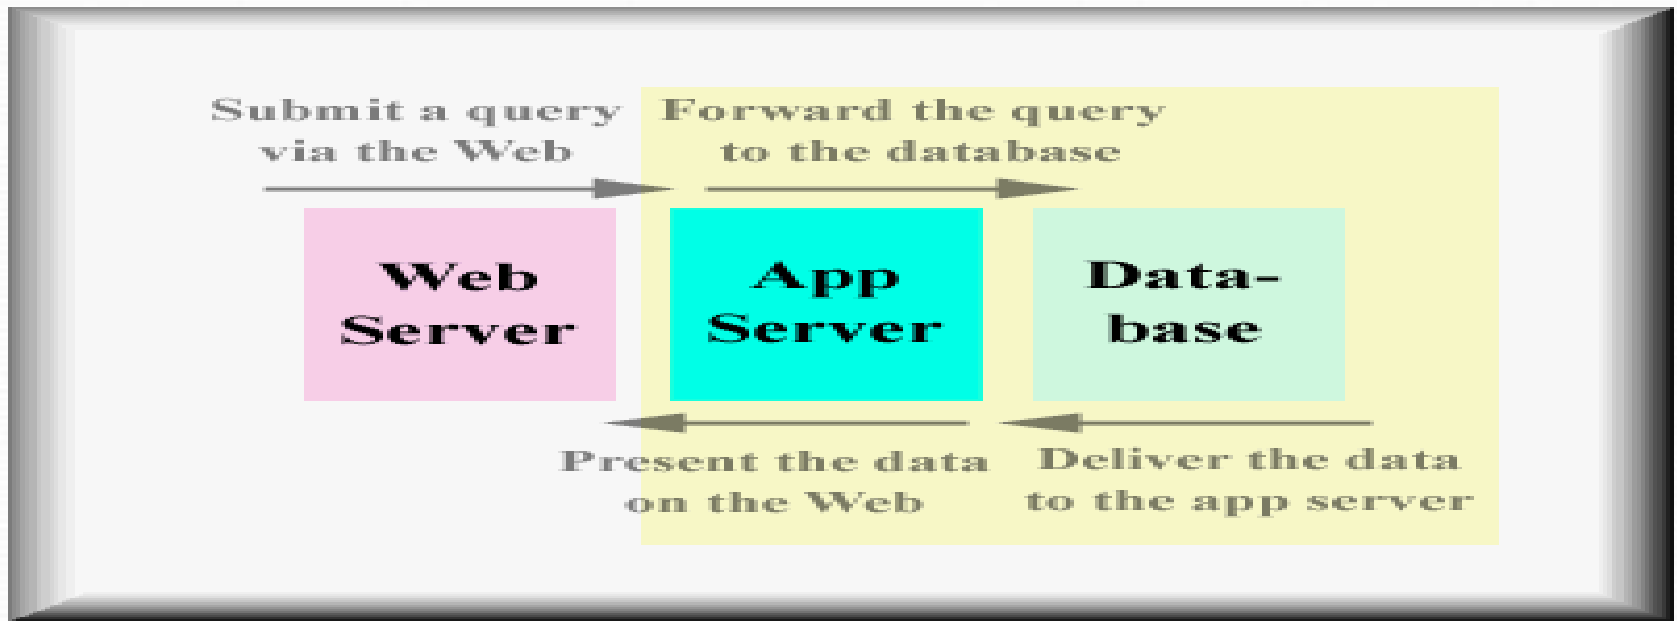 Submit a query
via the Web
Forward the query
to the database
Web
Server
App
Server
Data-
base
Present the data
on the Web
Deliver the data
to the app server